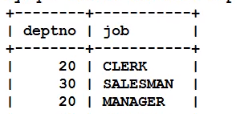 +--------+-----------+
| deptno | job       |
+--------+-----------+
|     20 | CLERK     |
|     30 | SALESMAN  |
|     20 | MANAGER   |